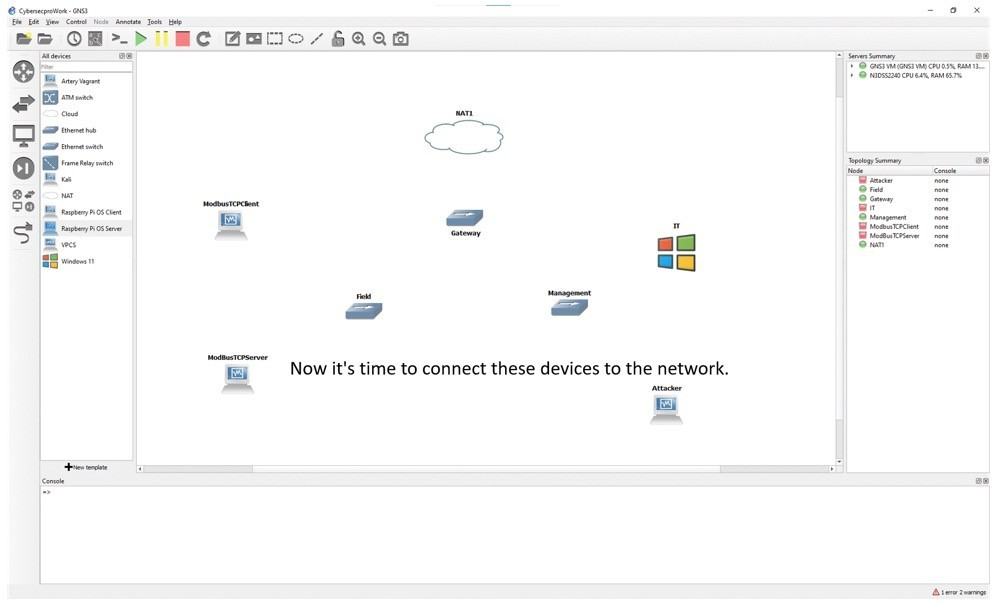 CybersecproWork - GNS3
File Edit View Control Node Annotate Tools Help
All devices
Filter
Artery Vagrant
ATM switch
Cloud
Ethernet hub
Ethernet switch
Frame Relay switch
Kali
NAT
Raspberry Pi OS Client
Raspberry Pi OS Server
VPCS
Windows 11
New template
NAT1
ModbusTCPClient
Gateway
IT
Field
Management
ModBusTCPServer
Now it's time to connect these devices to the network.
Attacker
Servers Summary
GNS3 VM (GNS3 VM) CPU 0.5%, RAM 13....
N3DSS2240 CPU 6.4%, RAM 65.7%
Topology Summary
Node Console
Attacker none
Field none
Gateway none
IT none
Management none
ModbusTCPClient none
ModBusTCPServer none
NAT1 none
Console
=>
1 error 2 warnings